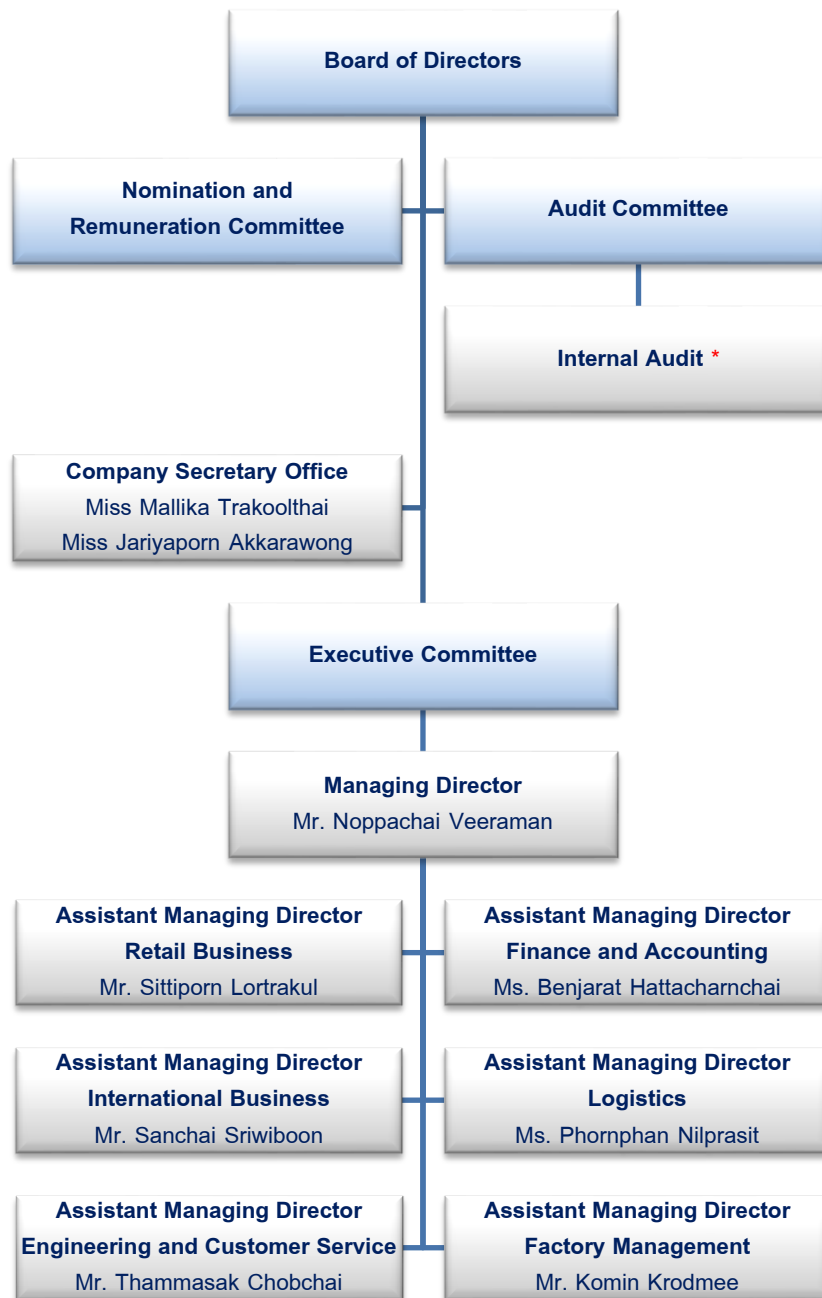 Board of Directors
Nomination and
Remuneration Committee
Audit Committee
Internal Audit *
Company Secretary Office
Miss Mallika Trakoolthai
Miss Jariyaporn Akkarawong
Executive Committee
Managing Director
Mr. Noppachai Veeraman
Assistant Managing Director
Retail Business
Mr. Sittiporn Lortrakul
Assistant Managing Director
Finance and Accounting
Ms. Benjarat Hattacharnchai
Assistant Managing Director
International Business
Mr. Sanchai Sriwiboon
Assistant Managing Director
Logistics
Ms. Phornphan Nilprasit
Assistant Managing Director
Engineering and Customer Service
Mr. Thammasak Chobchai
Assistant Managing Director
Factory Management
Mr. Komin Krodmee